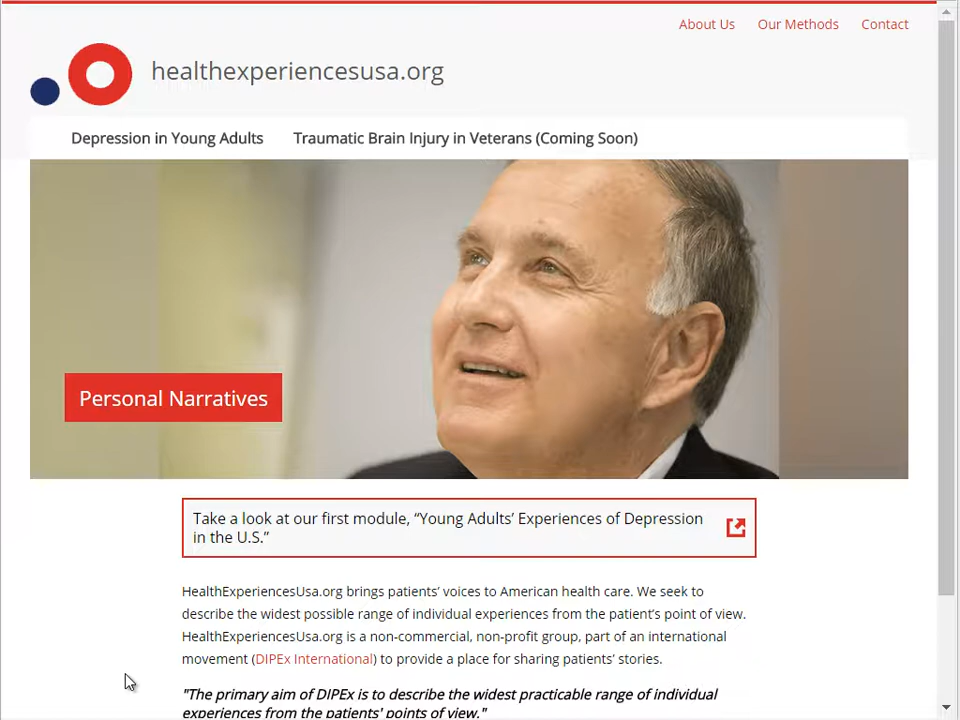 About Us Our Methods Contact
healthexperiencesusa.org
Depression in Young Adults Traumatic Brain Injury in Veterans (Coming Soon)
Personal Narratives
Take a look at our first module, “Young Adults’ Experiences of Depression
in the U.S.”
HealthExperiencesUsa.org brings patients’ voices to American health care. We seek to
describe the widest possible range of individual experiences from the patient’s point of view.
HealthExperiencesUsa.org is a non-commercial, non-profit group, part of an international
movement (DIPEx International) to provide a place for sharing patients’ stories.
"The primary aim of DIPEx is to describe the widest practicable range of individual
experiences from the patients' points of view."